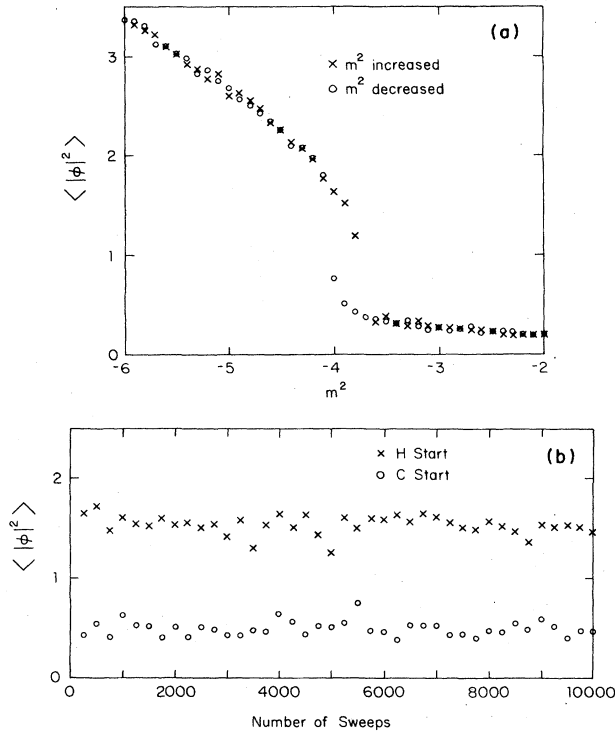 (a)
3
× m² increased
○ m² decreased
⟨|ϕ|²⟩
2
1
0
-6 -5 -4 -3 -2
m²
(b)
× H Start
○ C Start
2
⟨|ϕ|²⟩
1
0
0 2000 4000 6000 8000 10000
Number of Sweeps